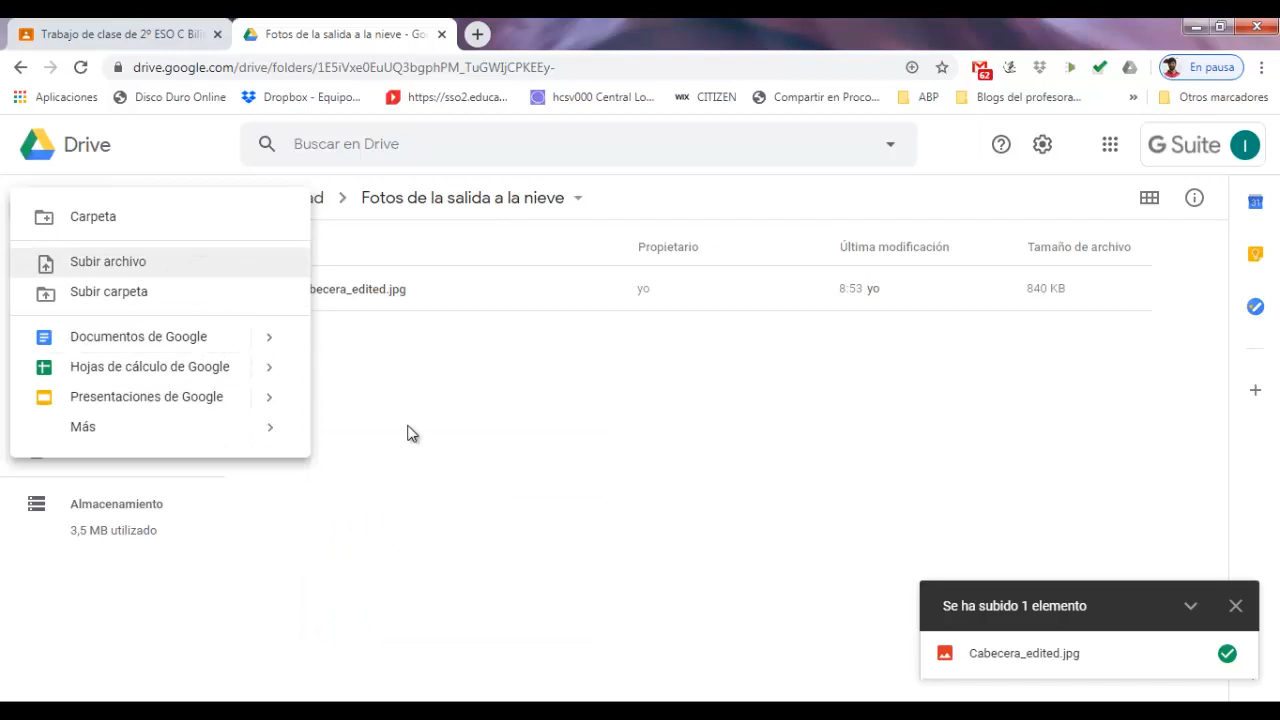 Trabajo de clase de 2º ESO C Bili
Fotos de la salida a la nieve - Go
drive.google.com/drive/folders/1E5iVxe0EuUO3bgphPM_TuGWIjCPKEEy-
62
En pausa
Aplicaciones
Disco Duro Online
Dropbox - Equipo...
https://sso2.educa...
hcsv000 Central Lo...
WIX CITIZEN
Compartir en Proco...
ABP
Blogs del profesora...
»
Otros marcadores
Drive
Buscar en Drive
G Suite
I
Carpeta
ad
Fotos de la salida a la nieve
31
Propietario
Última modificación
Tamaño de archivo
Subir archivo
Subir carpeta
becera_edited.jpg
yo
8:53 yo
840 KB
Documentos de Google
Hojas de cálculo de Google
Presentaciones de Google
Más
Almacenamiento
3,5 MB utilizado
Se ha subido 1 elemento
Cabecera_edited.jpg